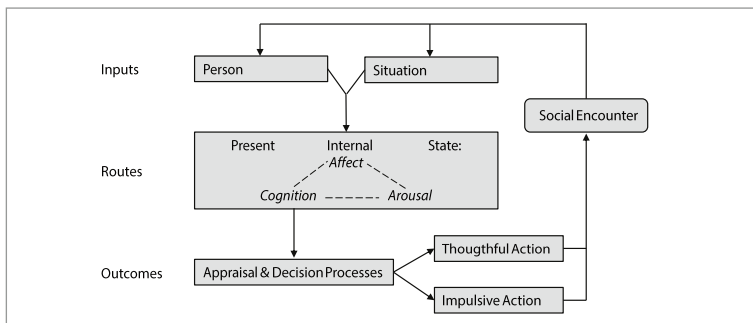 Inputs
Person
Situation
Social Encounter
Routes
Present Internal State:
Affect
Cognition
Arousal
Outcomes
Appraisal & Decision Processes
Thougthful Action
Impulsive Action